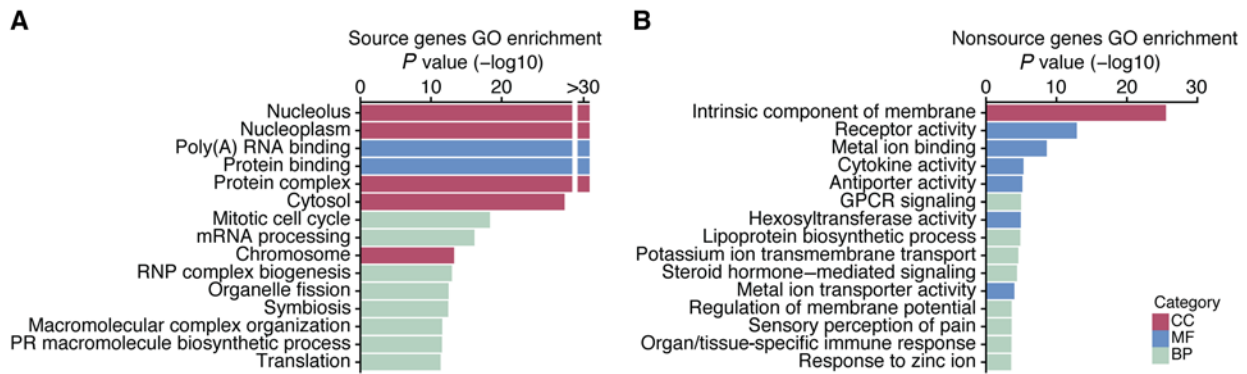 A
Source genes GO enrichment
P value (−log10)
0 10 20 >30
Nucleolus
Nucleoplasm
Poly(A) RNA binding
Protein binding
Protein complex
Cytosol
Mitotic cell cycle
mRNA processing
Chromosome
RNP complex biogenesis
Organelle fission
Symbiosis
Macromolecular complex organization
PR macromolecule biosynthetic process
Translation
B
Nonsource genes GO enrichment
P value (−log10)
0 10 20 30
Intrinsic component of membrane
Receptor activity
Metal ion binding
Cytokine activity
Antiporter activity
GPCR signaling
Hexosyltransferase activity
Lipoprotein biosynthetic process
Potassium ion transmembrane transport
Steroid hormone−mediated signaling
Metal ion transporter activity
Regulation of membrane potential
Sensory perception of pain
Organ/tissue-specific immune response
Response to zinc ion
Category
CC
MF
BP